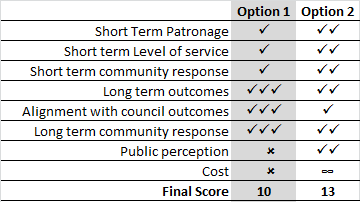 Option 1 Option 2
Short Term Patronage ✓ ✓✓
Short term Level of service ✓ ✓✓
Short term community response ✓ ✓✓
Long term outcomes ✓✓✓ ✓✓
Alignment with council outcomes ✓✓✓ ✓
Long term community response ✓✓✓ ✓✓
Public perception × ✓✓
Cost × ∞
Final Score 10 13